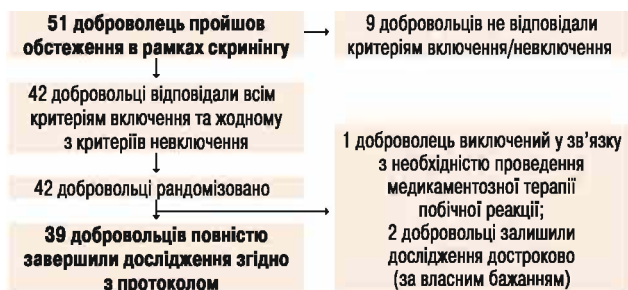 51 доброволець пройшов
обстеження в рамках скринінгу
9 добровольців не відповідали
критеріям включення/невключення
42 добровольці відповідали всім
критеріям включення та жодному
з критеріїв невключення
42 добровольці рандомізовано
1 доброволець виключений у зв’язку
з необхідністю проведення
медикаментозної терапії
побічної реакції;
2 добровольці залишили
дослідження достроково
(за власним бажанням)
39 добровольців повністю
завершили дослідження згідно
з протоколом